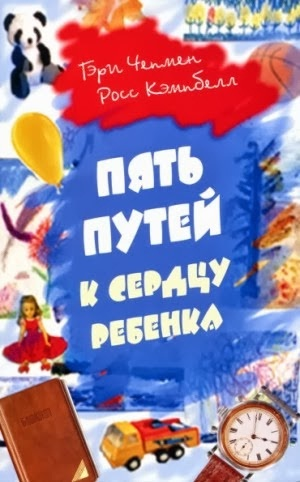 Гэри Чепмен
Росс Кэмпбелл
ПЯТЬ
ПУТЕЙ
К СЕРДЦУ
РЕБЕНКА